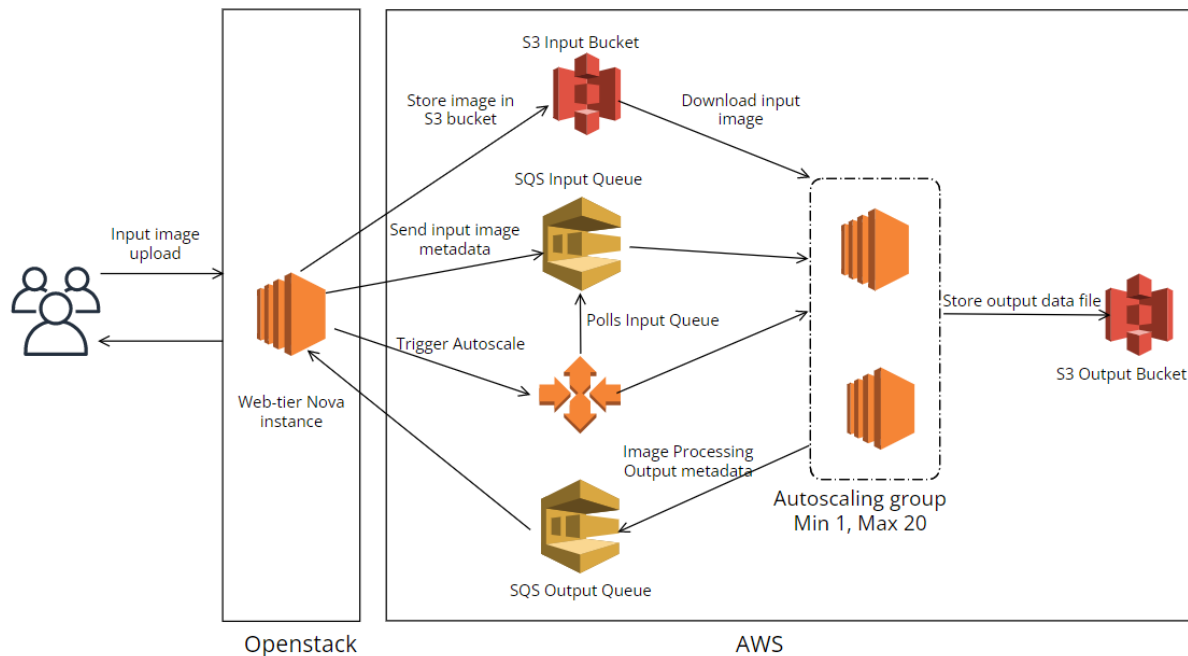 S3 Input Bucket
Store image in
S3 bucket
Download input
image
SQS Input Queue
Input image
upload
Send input image
metadata
Polls Input Queue
Store output data file
Trigger Autoscale
S3 Output Bucket
Web-tier Nova
instance
Image Processing
Output metadata
Autoscaling group
Min 1, Max 20
SQS Output Queue
Openstack
AWS